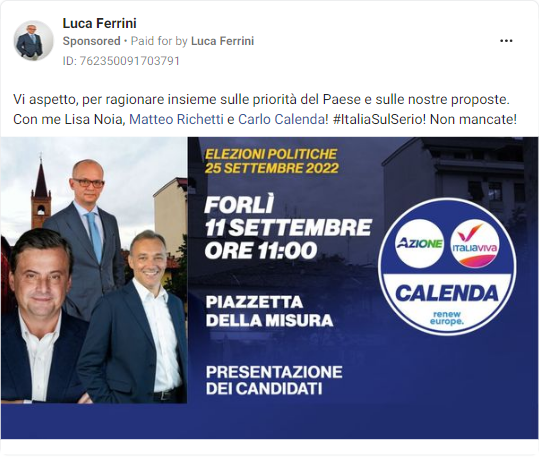 Luca Ferrini
Sponsored • Paid for by Luca Ferrini
ID: 762350091703791
Vi aspetto, per ragionare insieme sulle priorità del Paese e sulle nostre proposte.
Con me Lisa Noia, Matteo Richetti e Carlo Calenda! #ItaliaSulSerio! Non mancate!
ELEZIONI POLITICHE
25 SETTEMBRE 2022
FORLÌ
11 SETTEMBRE
ORE 11:00
PIAZZETTA
DELLA MISURA
PRESENTAZIONE
DEI CANDIDATI
AZIONE
ITALIAVIVA
CALENDA
renew
europe.